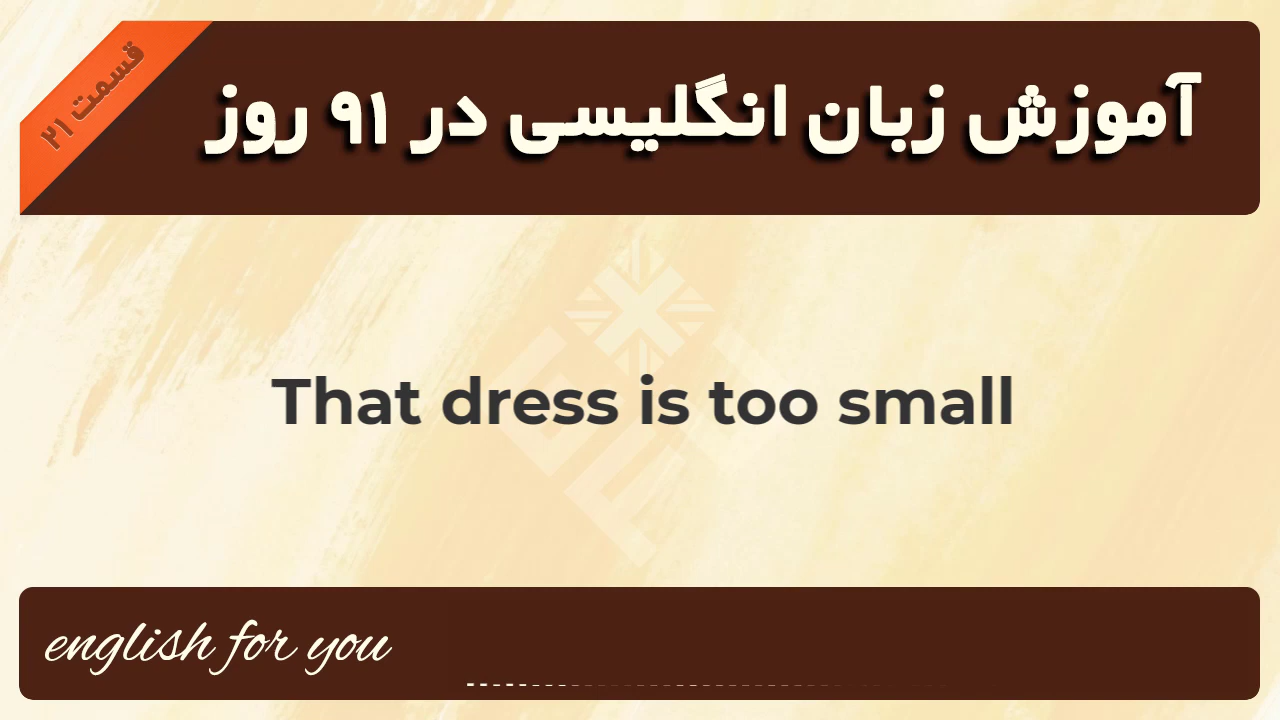 قسمت ۲۱
آموزش زبان انگلیسی در ۹۱ روز
That dress is too small
english for you